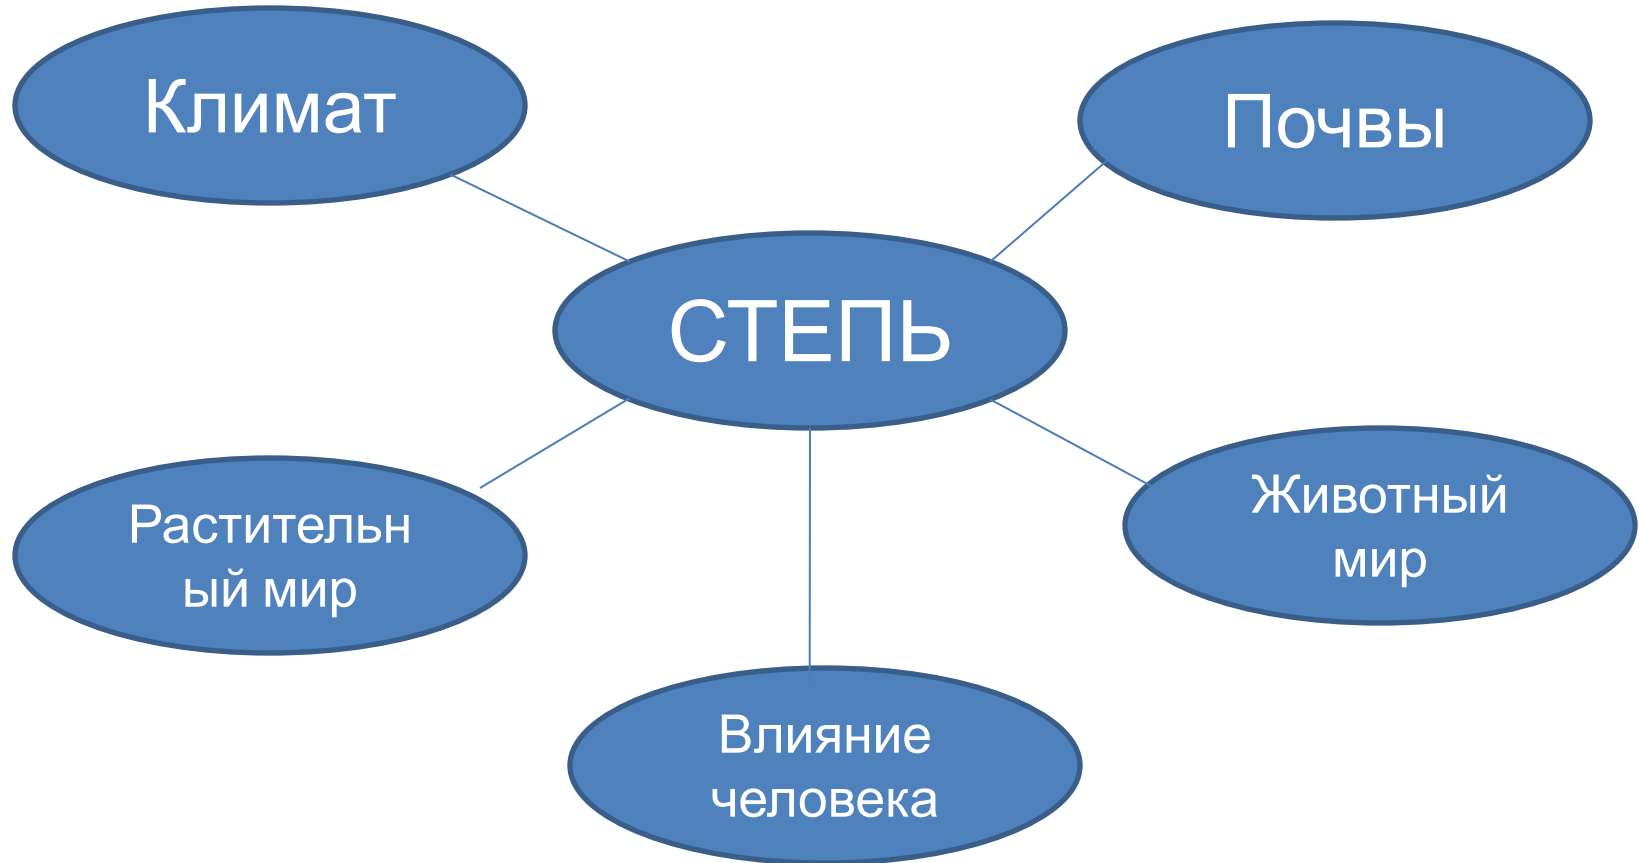 Климат
Почвы
СТЕПЬ
Растительн
ый мир
Животный
мир
Влияние
человека